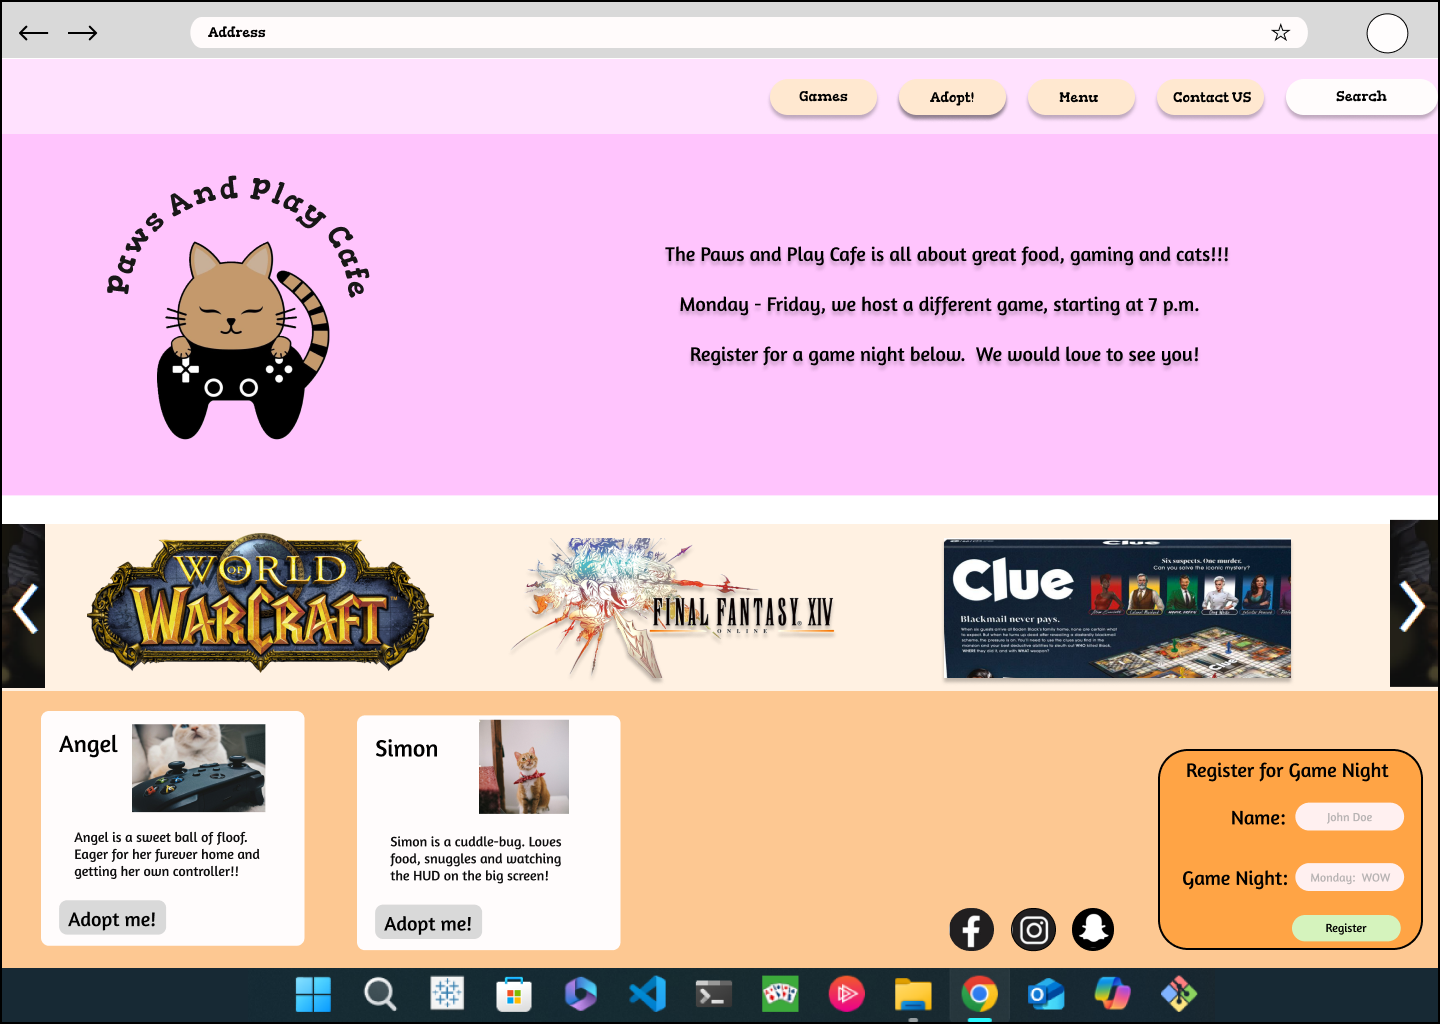 Address
Games
Adopt!
Menu
Contact US
Search
Paws And Play Cafe
The Paws and Play Cafe is all about great food, gaming and cats!!!
Monday - Friday, we host a different game, starting at 7 p.m.
Register for a game night below. We would love to see you!
WORLD
OF
WARCRAFT
FINAL FANTASY XIV
ONLINE
Clue
Clue
Six suspects. One murder.
Can you solve the iconic mystery?
Blackmail never pays.
Angel
Angel is a sweet ball of floof.
Eager for her furever home and
getting her own controller!!
Adopt me!
Simon
Simon is a cuddle-bug. Loves
food, snuggles and watching
the HUD on the big screen!
Adopt me!
Register for Game Night
Name:
John Doe
Game Night:
Monday: WOW
Register